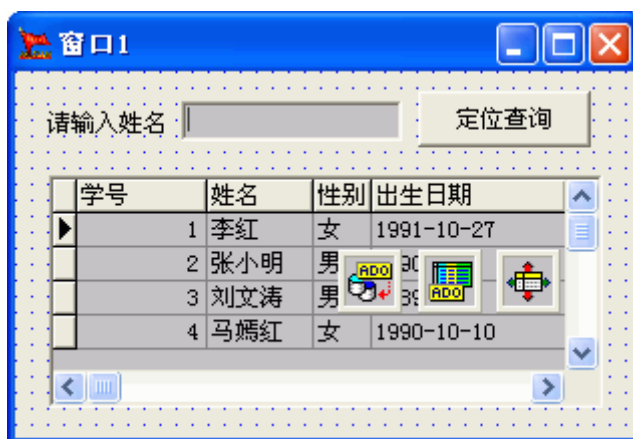 窗口1
请输入姓名
定位查询
学号 姓名 性别 出生日期
1 李红 女 1991-10-27
2 张小明 男
3 刘文涛 男
4 马嫣红 女 1990-10-10
ADO
ADO